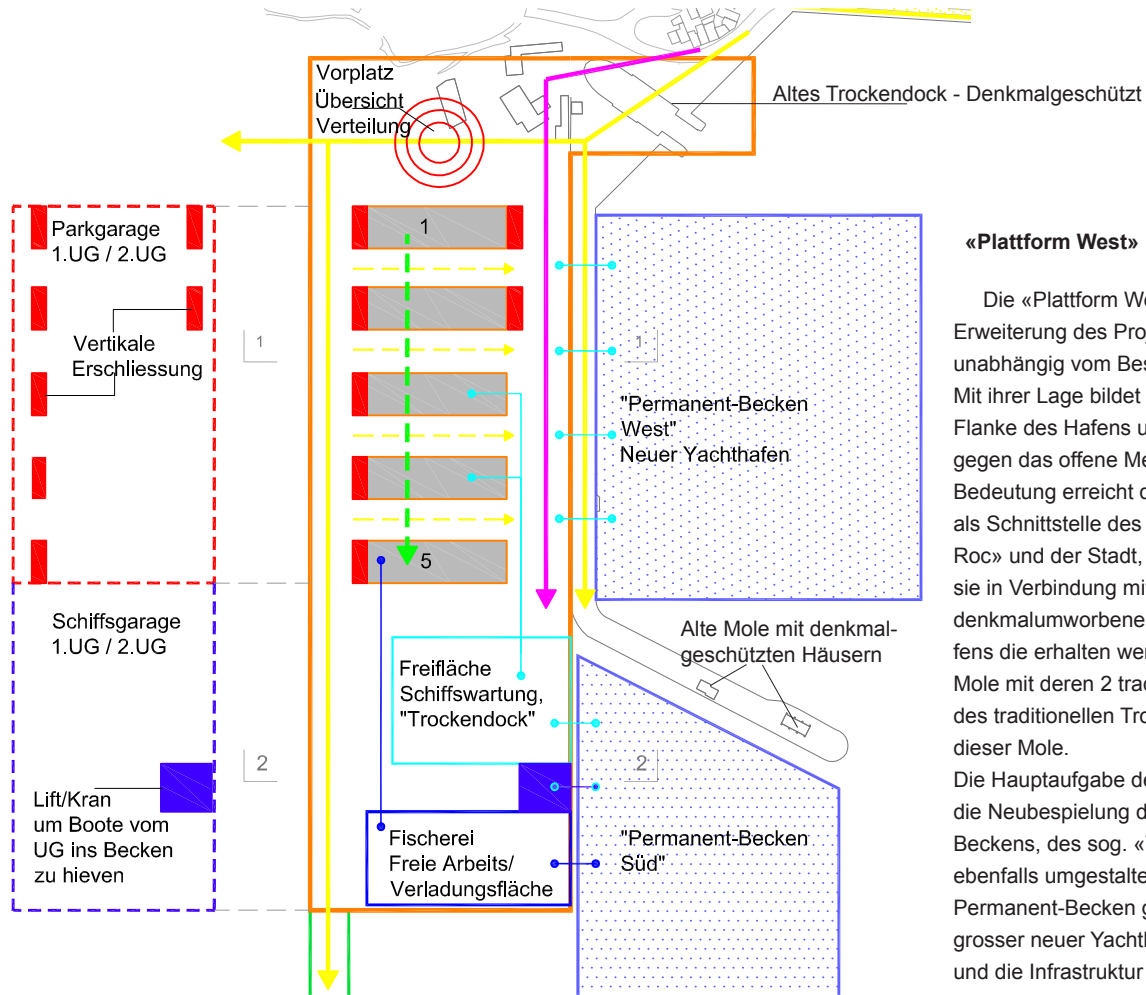 Vorplatz
Übersicht
Verteilung
Altes Trockendock - Denkmalgeschützt
Parkgarage
1.UG / 2.UG
Vertikale
Erschliessung
1
1
1
5
"Permanent-Becken
West"
Neuer Yachthafen
Schiffsgarage
1.UG / 2.UG
Lift/Kran
um Boote vom
UG ins Becken
zu hieven
2
Freifläche
Schiffswartung,
"Trockendock"
Fischerei
Freie Arbeits/
Verladungsfläche
Alte Mole mit denkmal-
geschützten Häusern
2
"Permanent-Becken
Süd"
«Plattform West»
Die «Plattform We
Erweiterung des Pro
unabhängig vom Bes
Mit ihrer Lage bildet
Flanke des Hafens u
gegen das offene Me
Bedeutung erreicht d
als Schnittstelle des
Roc» und der Stadt,
sie in Verbindung mi
denkmalumworbene
fens die erhalten wer
Mole mit deren 2 trad
des traditionellen Tro
dieser Mole.
Die Hauptaufgabe de
die Neubespielung d
Beckens, des sog. «
ebenfalls umgestalte
Permanent-Becken g
grosser neuer Yachth
und die Infrastruktur